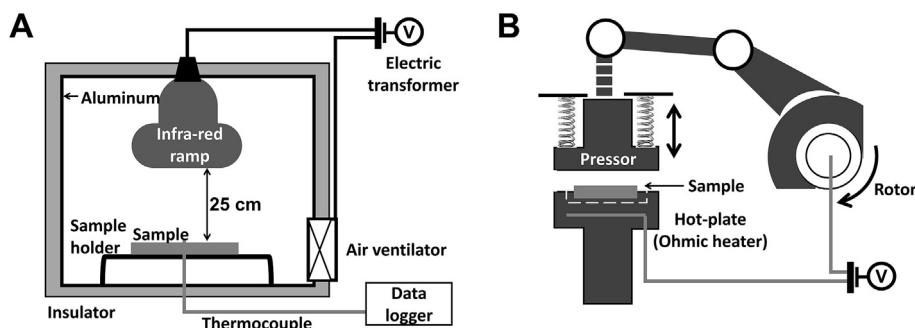 A
V
Electric
transformer
Aluminum
Infra-red
ramp
25 cm
Sample
holder
Sample
Air ventilator
Insulator
Thermocouple
Data
logger
B
Pressor
Sample
Hot-plate
(Ohmic heater)
Rotor
V